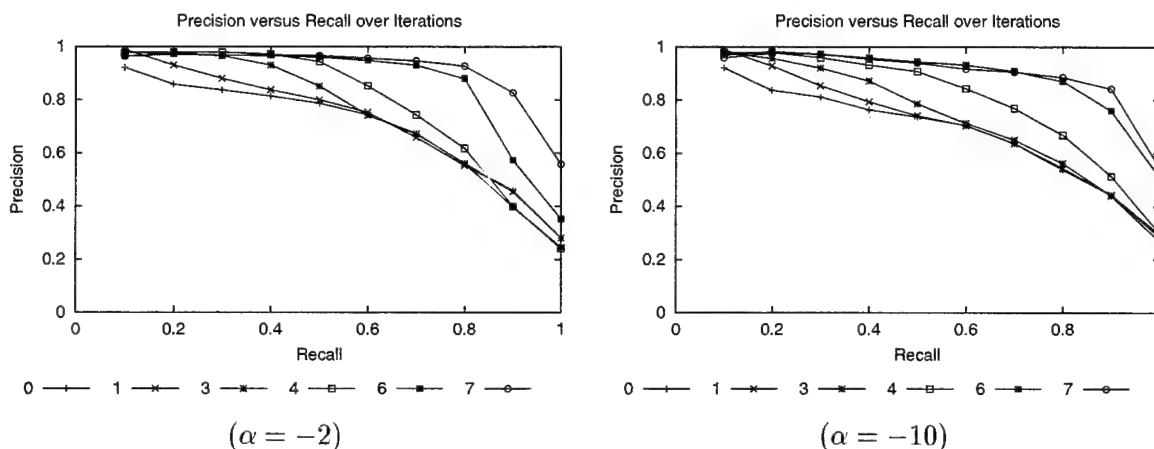 Precision versus Recall over Iterations
1
0.8
0.6
0.4
0.2
0
Precision
0 0.2 0.4 0.6 0.8 1
Recall
0 1 3 4 6 7
(α = −2)
Precision versus Recall over Iterations
1
0.8
0.6
0.4
0.2
0
Precision
0 0.2 0.4 0.6 0.8
Recall
0 1 3 4 6 7
(α = −10)